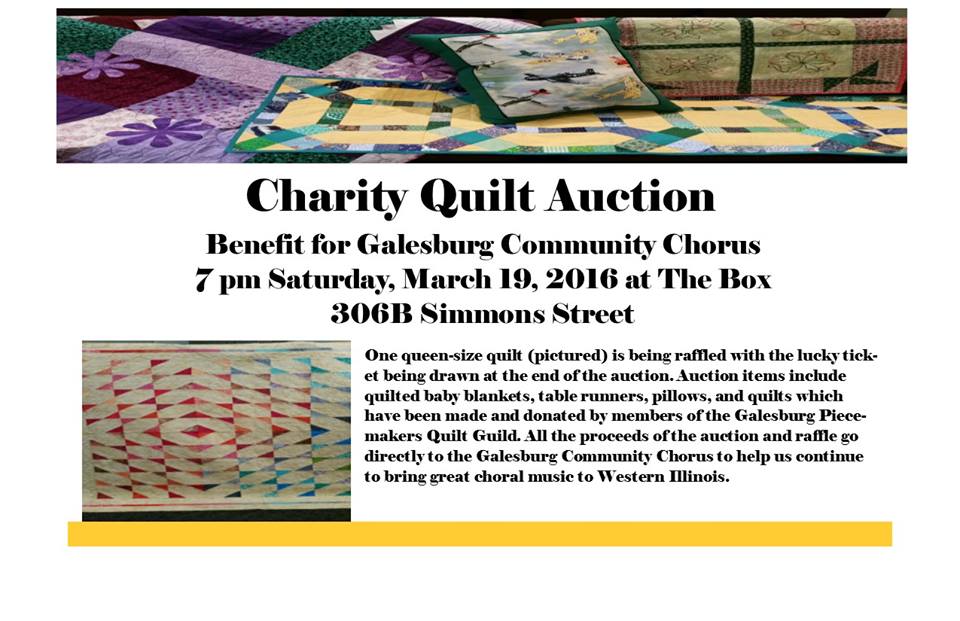 Charity Quilt Auction
Benefit for Galesburg Community Chorus
7 pm Saturday, March 19, 2016 at The Box
306B Simmons Street
One queen-size quilt (pictured) is being raffled with the lucky tick-
et being drawn at the end of the auction. Auction items include
quilted baby blankets, table runners, pillows, and quilts which
have been made and donated by members of the Galesburg Piece-
makers Quilt Guild. All the proceeds of the auction and raffle go
directly to the Galesburg Community Chorus to help us continue
to bring great choral music to Western Illinois.